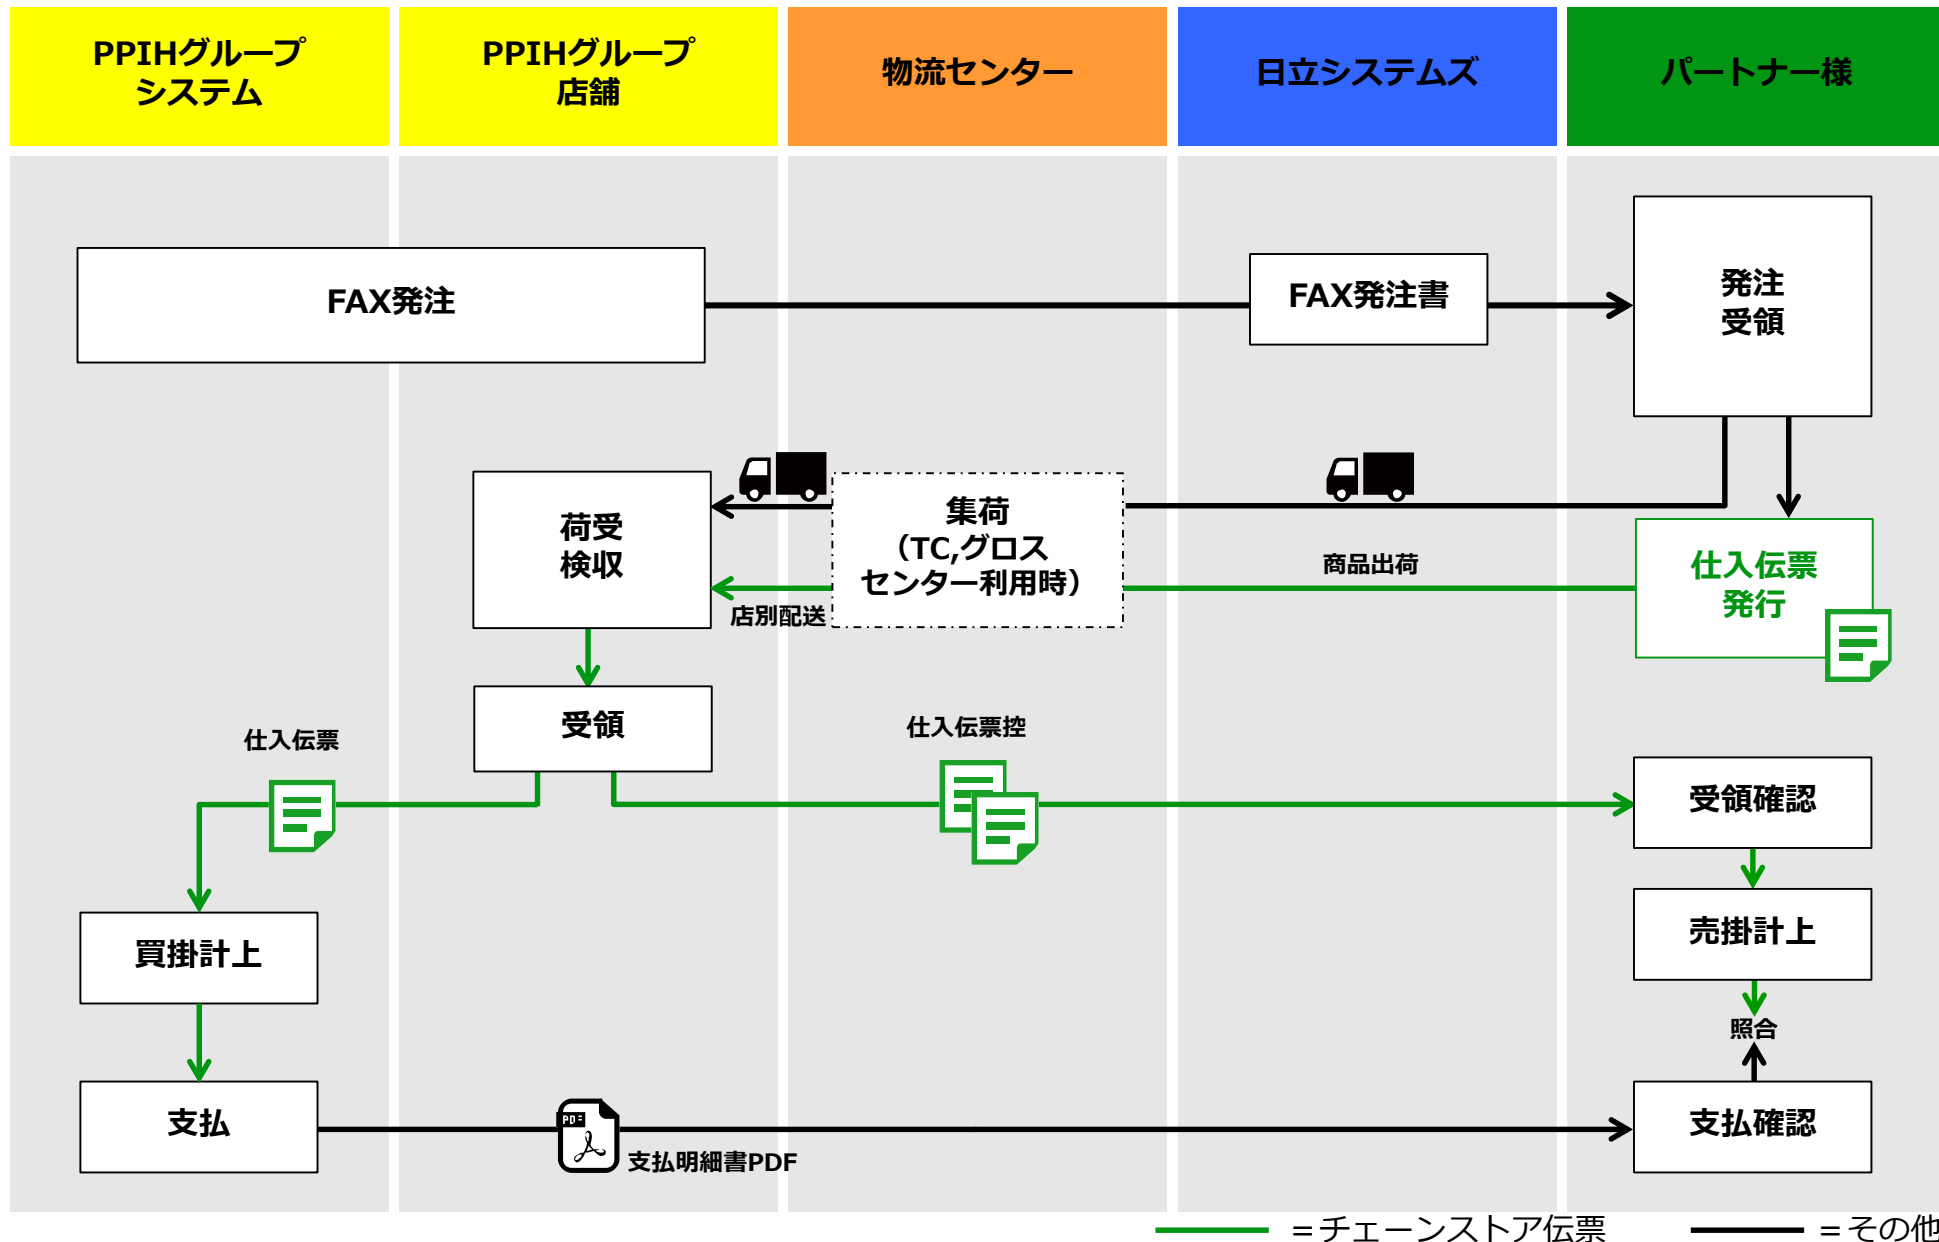 PPIHグループ
システム
PPIHグループ
店舗
物流センター
日立システムズ
パートナー様
FAX発注
FAX発注書
発注
受領
荷受
検収
集荷
（TC,グロス
センター利用時）
商品出荷
店別配送
仕入伝票
発行
受領
仕入伝票
仕入伝票控
受領確認
買掛計上
売掛計上
照合
支払
PDF
支払明細書PDF
支払確認
＝チェーンストア伝票
＝その他